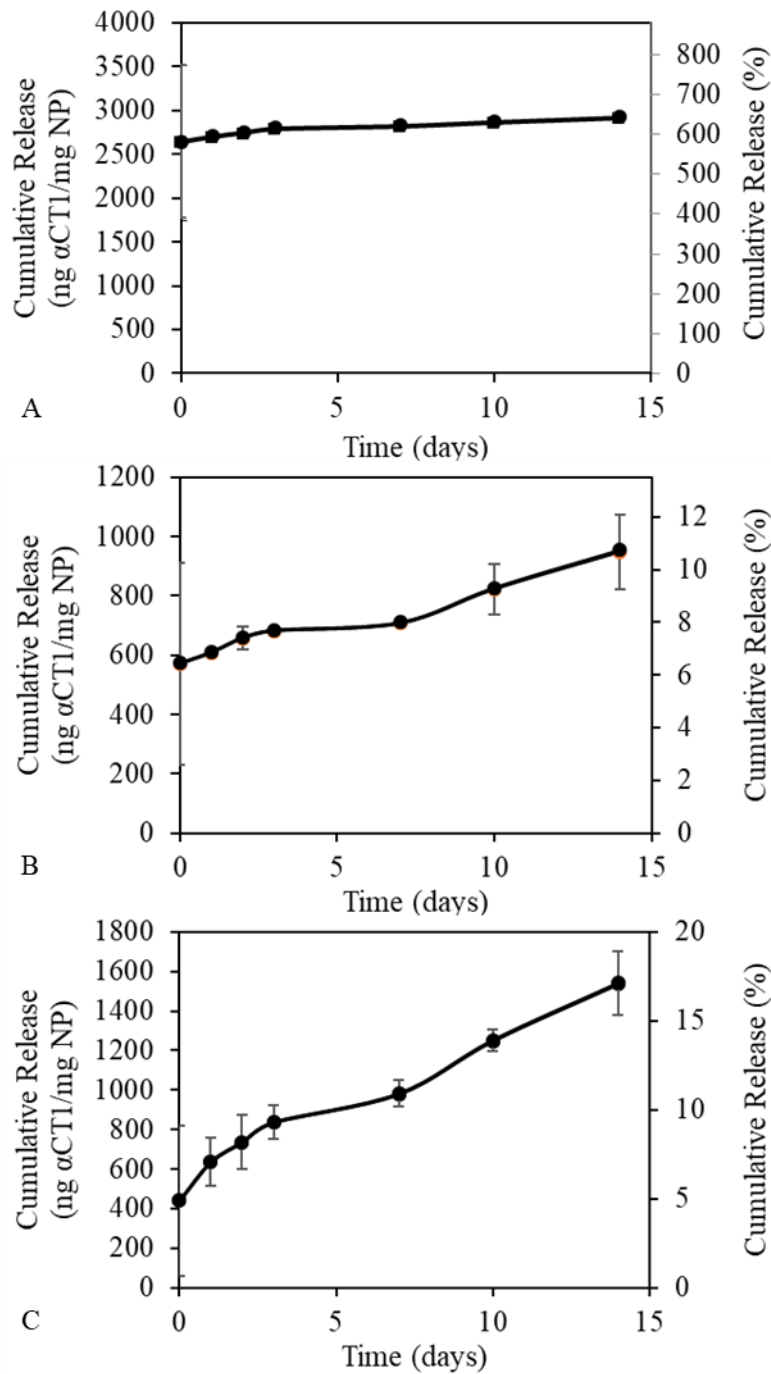 Cumulative Release
(ng αCT1/mg NP)
4000
3500
3000
2500
2000
1500
1000
500
0
800
700
600
500
400
300
200
100
0
Cumulative Release (%)
0 5 10 15
Time (days)
A
Cumulative Release
(ng αCT1/mg NP)
1200
1000
800
600
400
200
0
12
10
8
6
4
2
0
Cumulative Release (%)
0 5 10 15
Time (days)
B
Cumulative Release
(ng αCT1/mg NP)
1800
1600
1400
1200
1000
800
600
400
200
0
20
15
10
5
0
Cumulative Release (%)
0 5 10 15
Time (days)
C